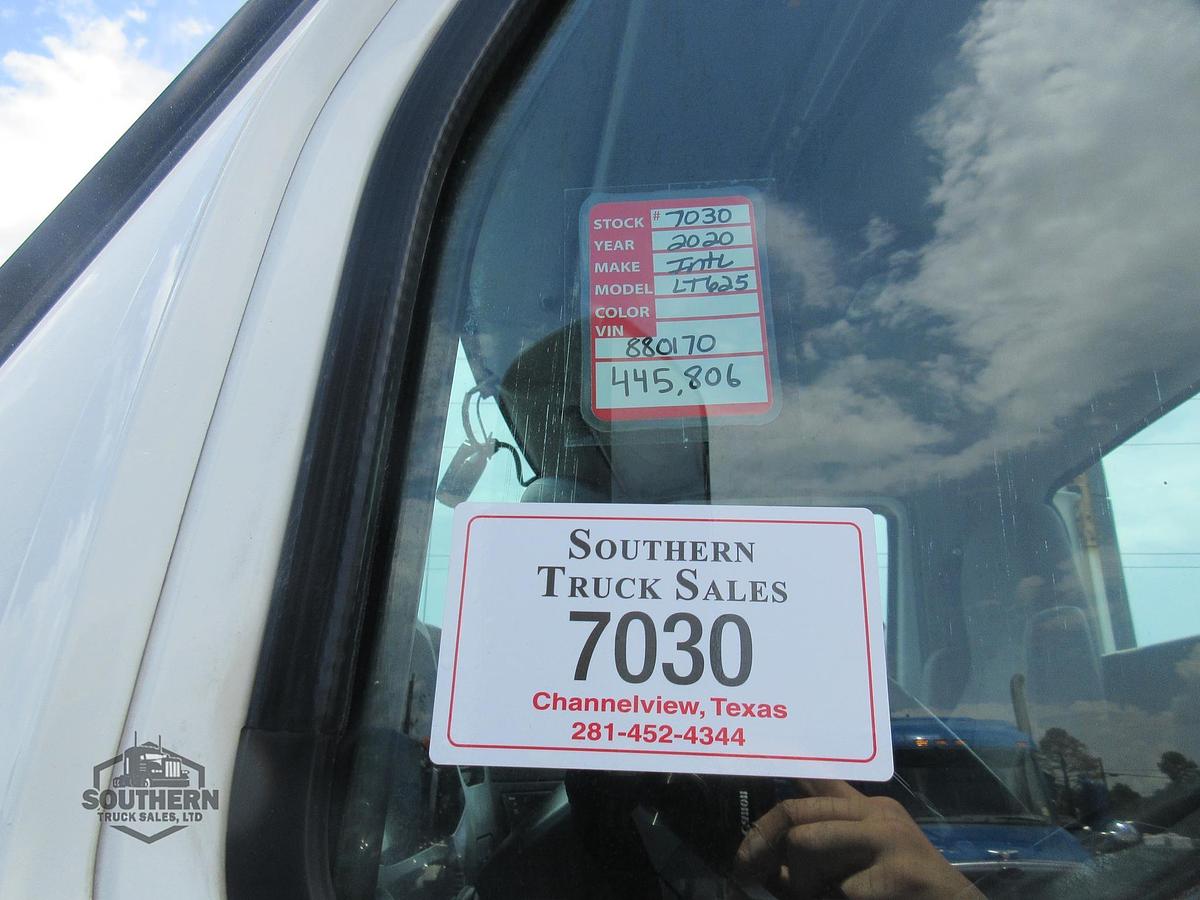 STOCK # 7030
YEAR 2020
MAKE Intl
MODEL LT625
COLOR
VIN
880170
445,806
SOUTHERN
TRUCK SALES
7030
Channelview, Texas
281-452-4344
Canon
SOUTHERN
TRUCK SALES, LTD